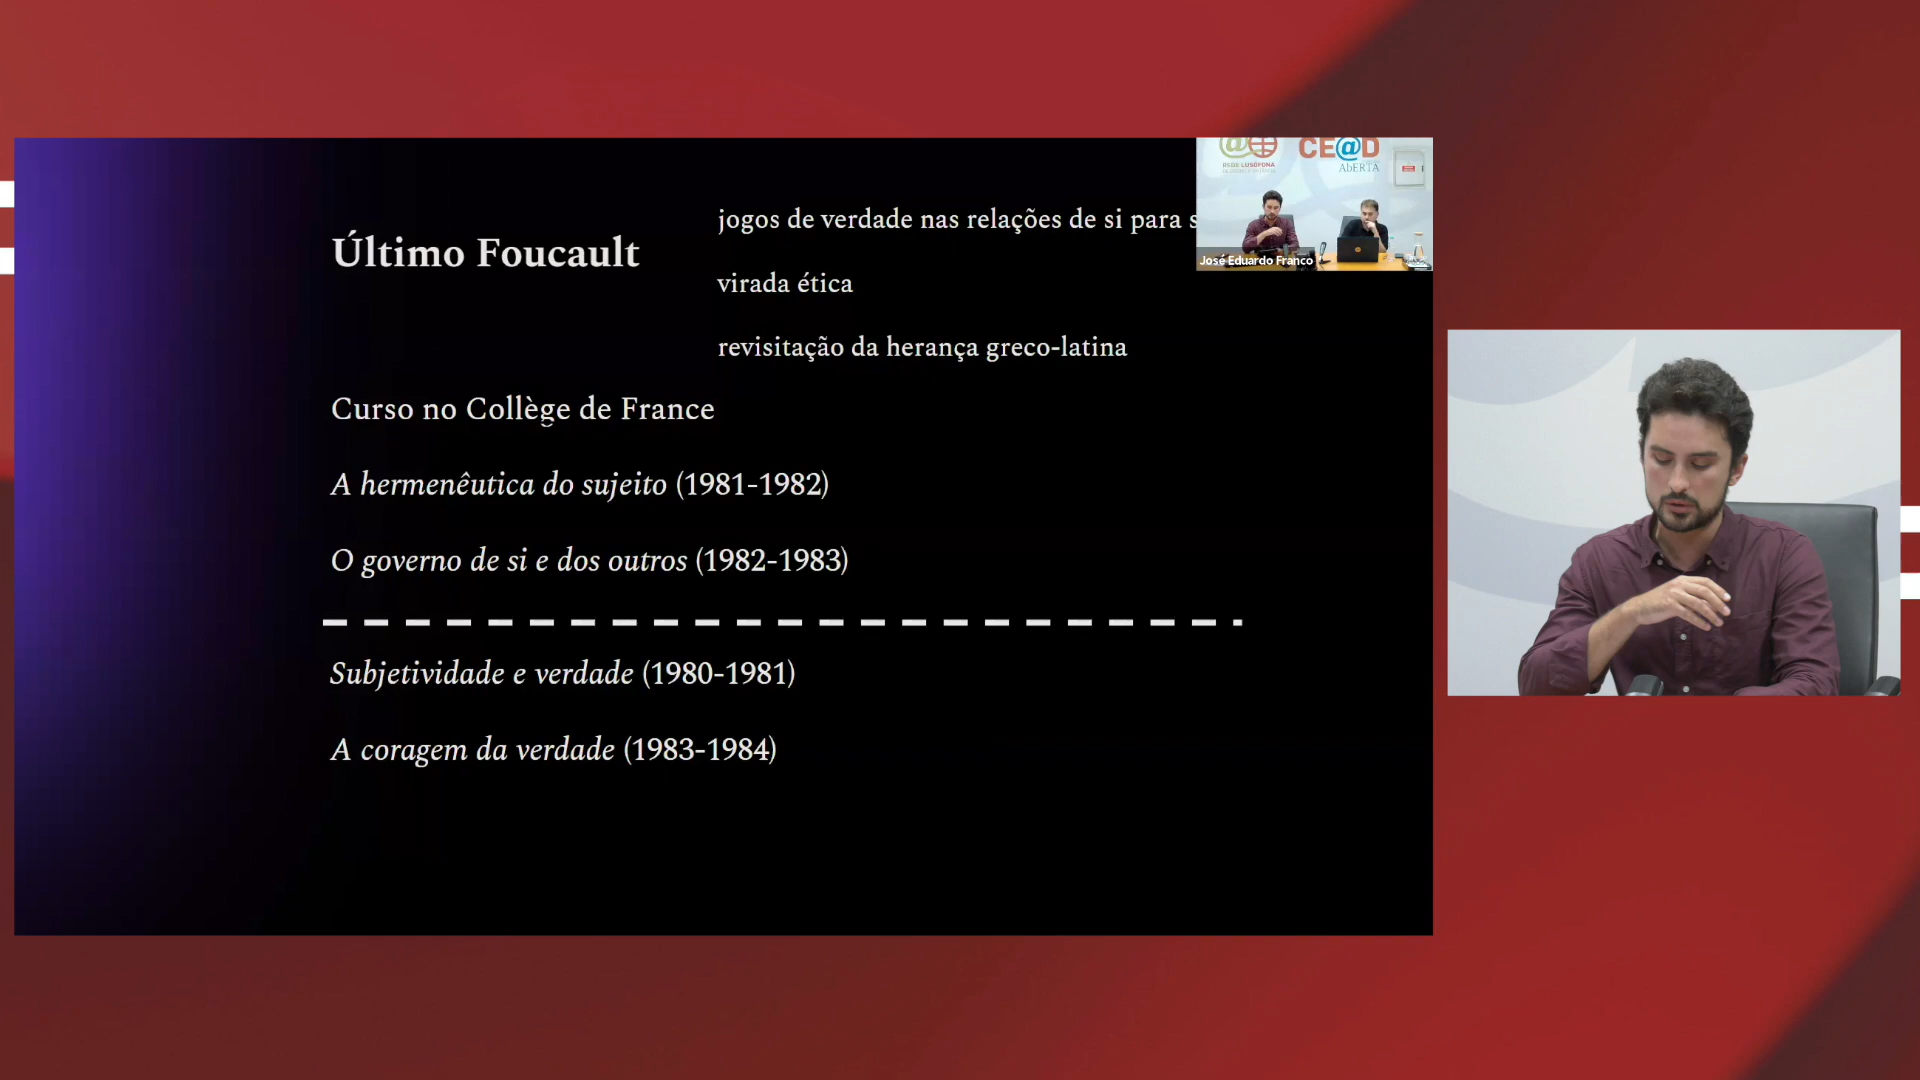 Último Foucault
jogos de verdade nas relações de si para
virada ética
revisitação da herança greco-latina
Curso no Collège de France
A hermenêutica do sujeito (1981-1982)
O governo de si e dos outros (1982-1983)
Subjetividade e verdade (1980-1981)
A coragem da verdade (1983-1984)
REDE LUSÓFONA
CE@D
AbERTA
José Eduardo Franco